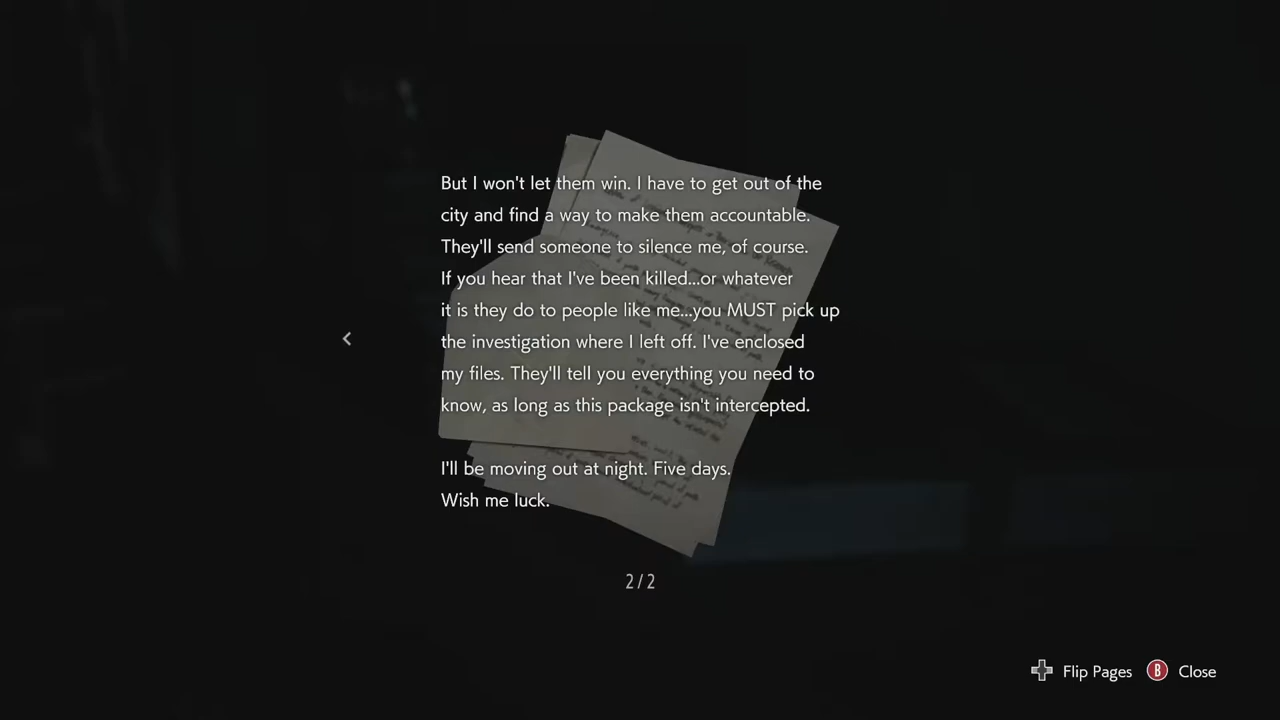 But I won't let them win. I have to get out of the
city and find a way to make them accountable.
They'll send someone to silence me, of course.
If you hear that I've been killed...or whatever
it is they do to people like me...you MUST pick up
the investigation where I left off. I've enclosed
my files. They'll tell you everything you need to
know, as long as this package isn't intercepted.
I'll be moving out at night. Five days.
Wish me luck.
2 / 2
Flip Pages B Close